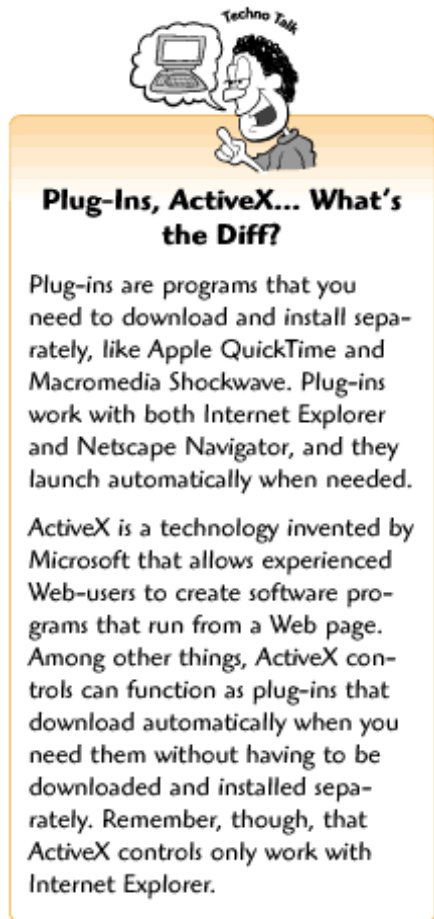 Techno Talk
Plug-Ins, ActiveX... What's
the Diff?
Plug-ins are programs that you
need to download and install sepa-
rately, like Apple QuickTime and
Macromedia Shockwave. Plug-ins
work with both Internet Explorer
and Netscape Navigator, and they
launch automatically when needed.
ActiveX is a technology invented by
Microsoft that allows experienced
Web-users to create software pro-
grams that run from a Web page.
Among other things, ActiveX con-
trols can function as plug-ins that
download automatically when you
need them without having to be
downloaded and installed sepa-
rately. Remember, though, that
ActiveX controls only work with
Internet Explorer.